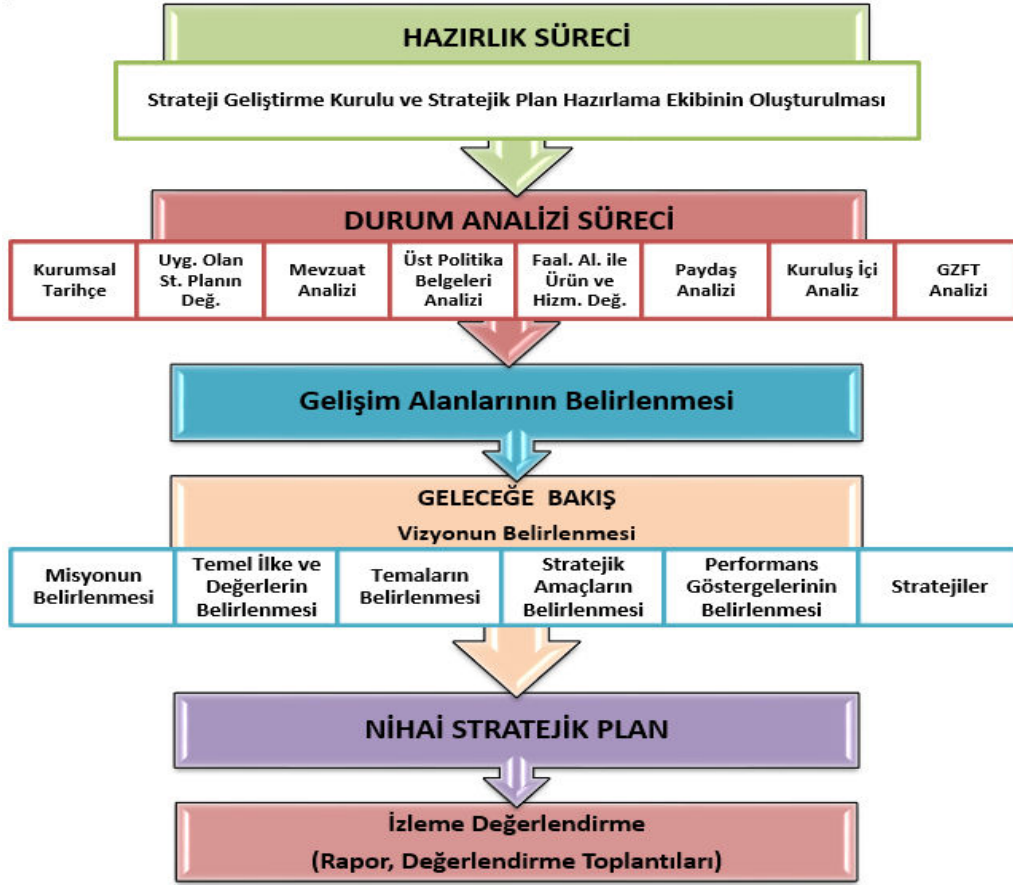 HAZIRLIK SÜRECİ
Strateji Geliştirme Kurulu ve Stratejik Plan Hazırlama Ekibinin Oluşturulması
DURUM ANALİZİ SÜRECİ
Kurumsal
Tarihçe
Uyg. Olan
St. Planın
Değ.
Mevzuat
Analizi
Üst Politika
Belgeleri
Analizi
Faal. Al. ile
Ürün ve
Hizm. Değ.
Paydaş
Analizi
Kuruluş İçi
Analiz
GZFT
Analizi
Gelişim Alanlarının Belirlenmesi
GELECEĞE BAKIŞ
Vizyonun Belirlenmesi
Misyonun
Belirlenmesi
Temel İlke ve
Değerlerin
Belirlenmesi
Temaların
Belirlenmesi
Stratejik
Amaçların
Belirlenmesi
Performans
Göstergelerinin
Belirlenmesi
Stratejiler
NİHAİ STRATEJİK PLAN
İzleme Değerlendirme
(Rapor, Değerlendirme Toplantıları)